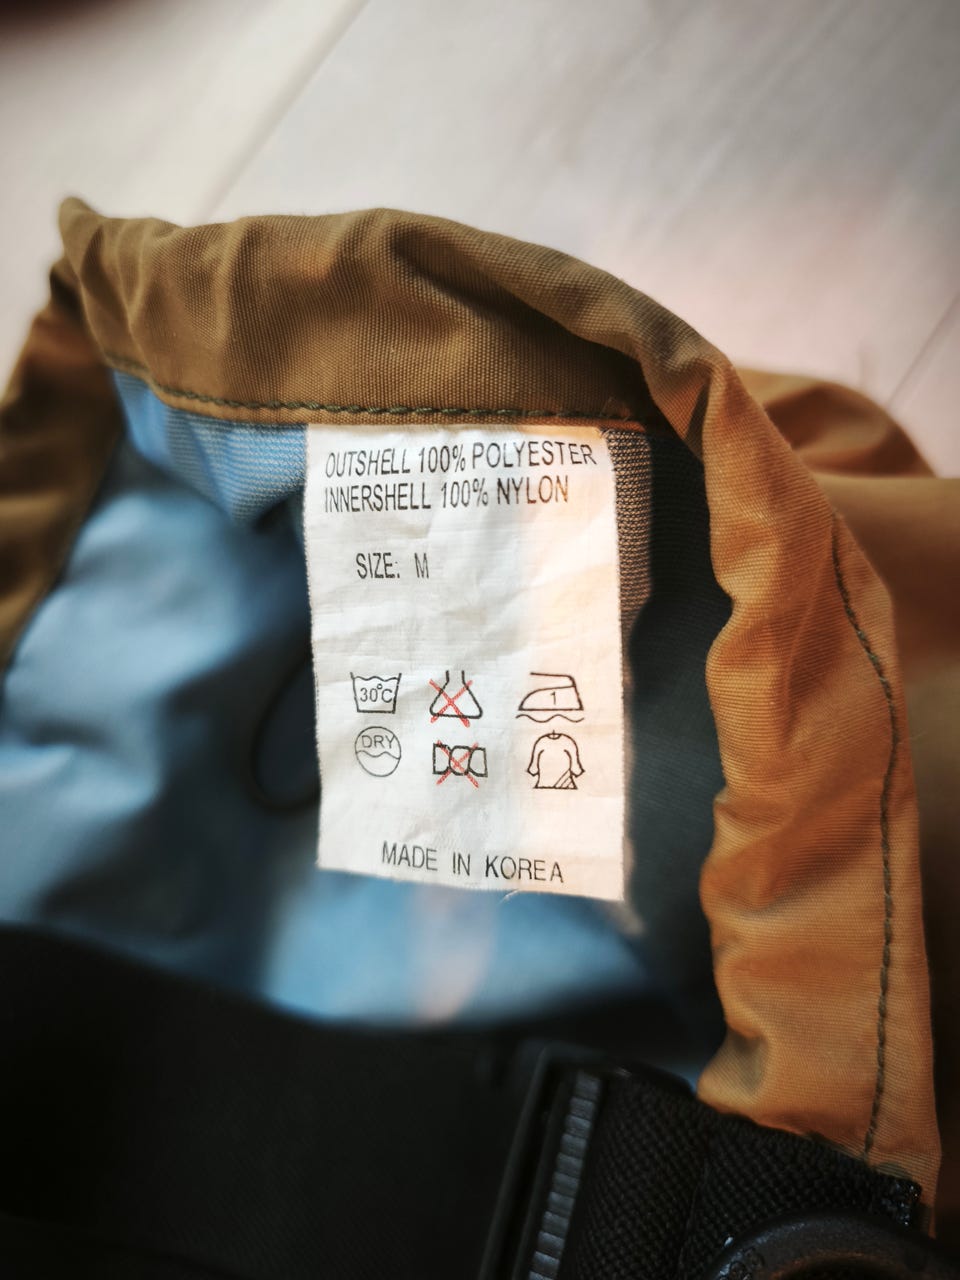 OUTSHELL 100% POLYESTER
INNERSHELL 100% NYLON
SIZE: M
30°C 1
DRY
MADE IN KOREA